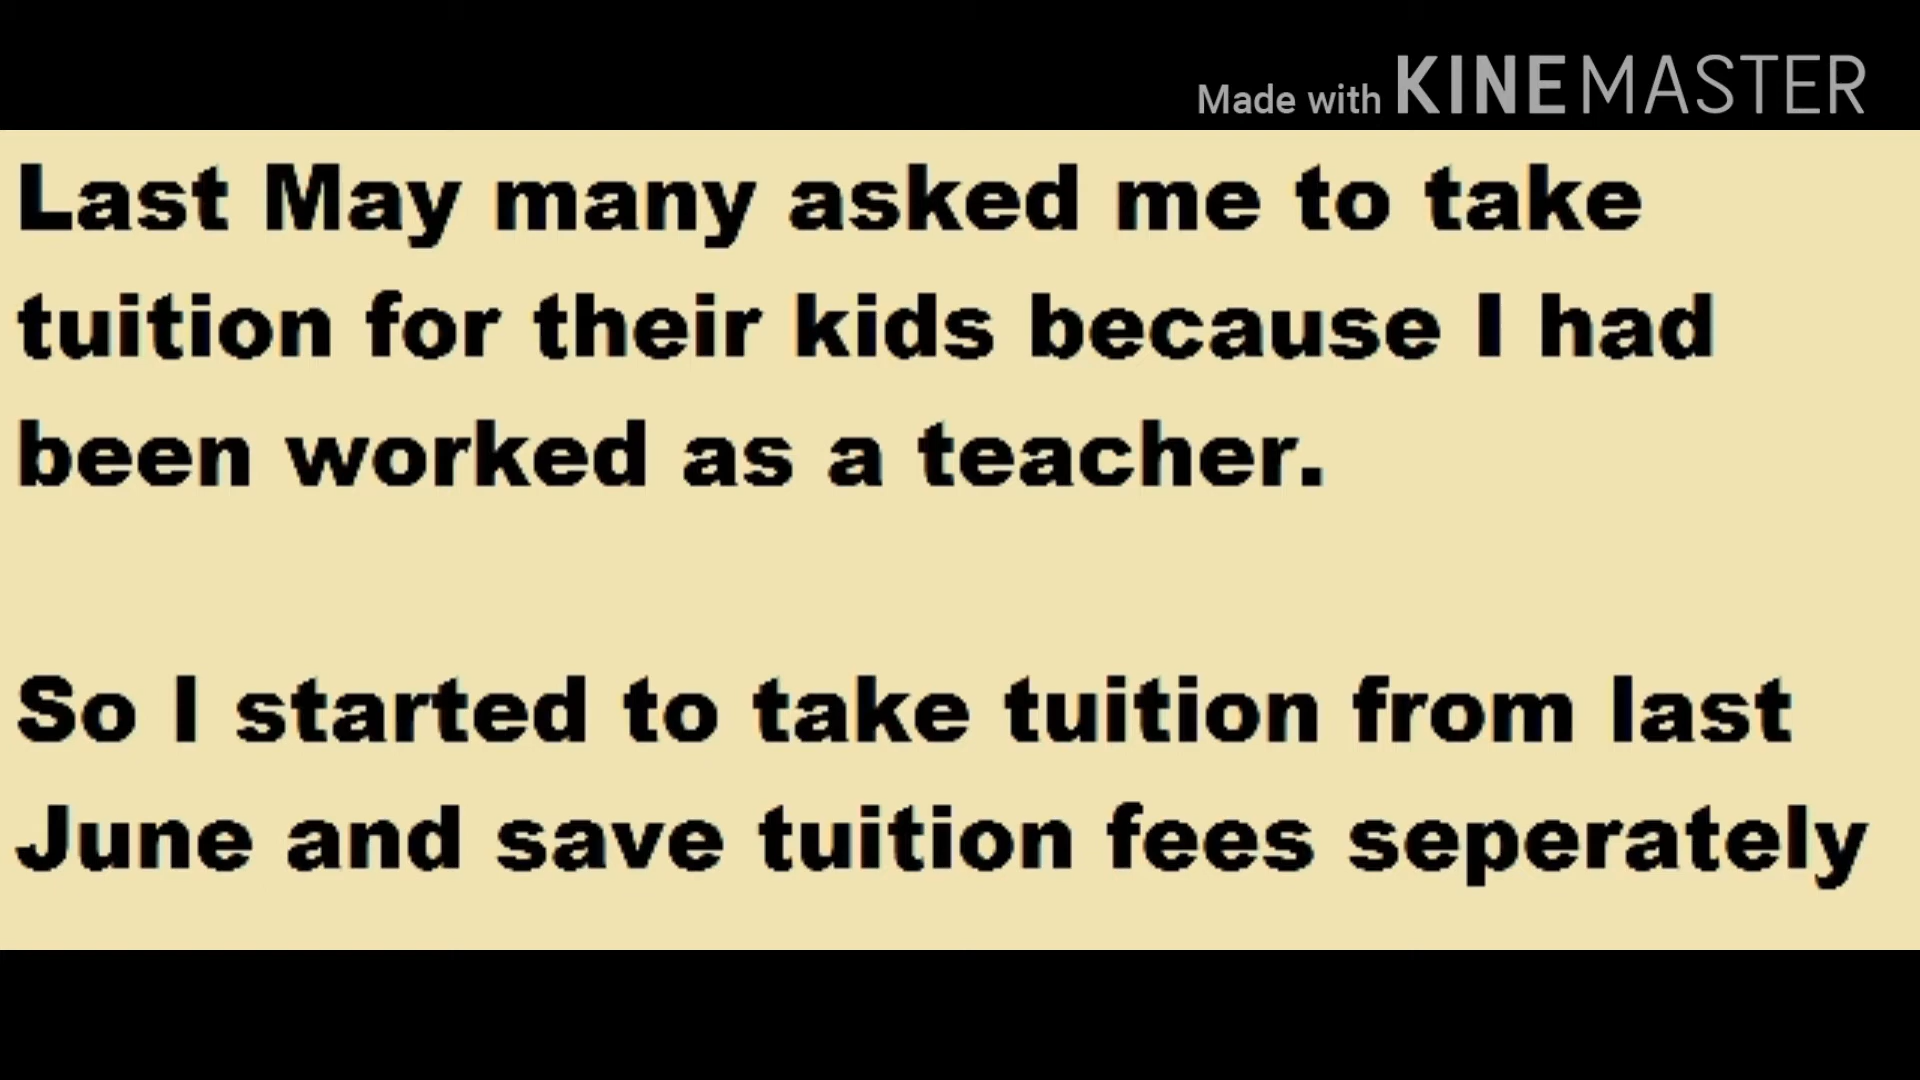 Made with KINEMASTER
Last May many asked me to take
tuition for their kids because I had
been worked as a teacher.
So I started to take tuition from last
June and save tuition fees seperately